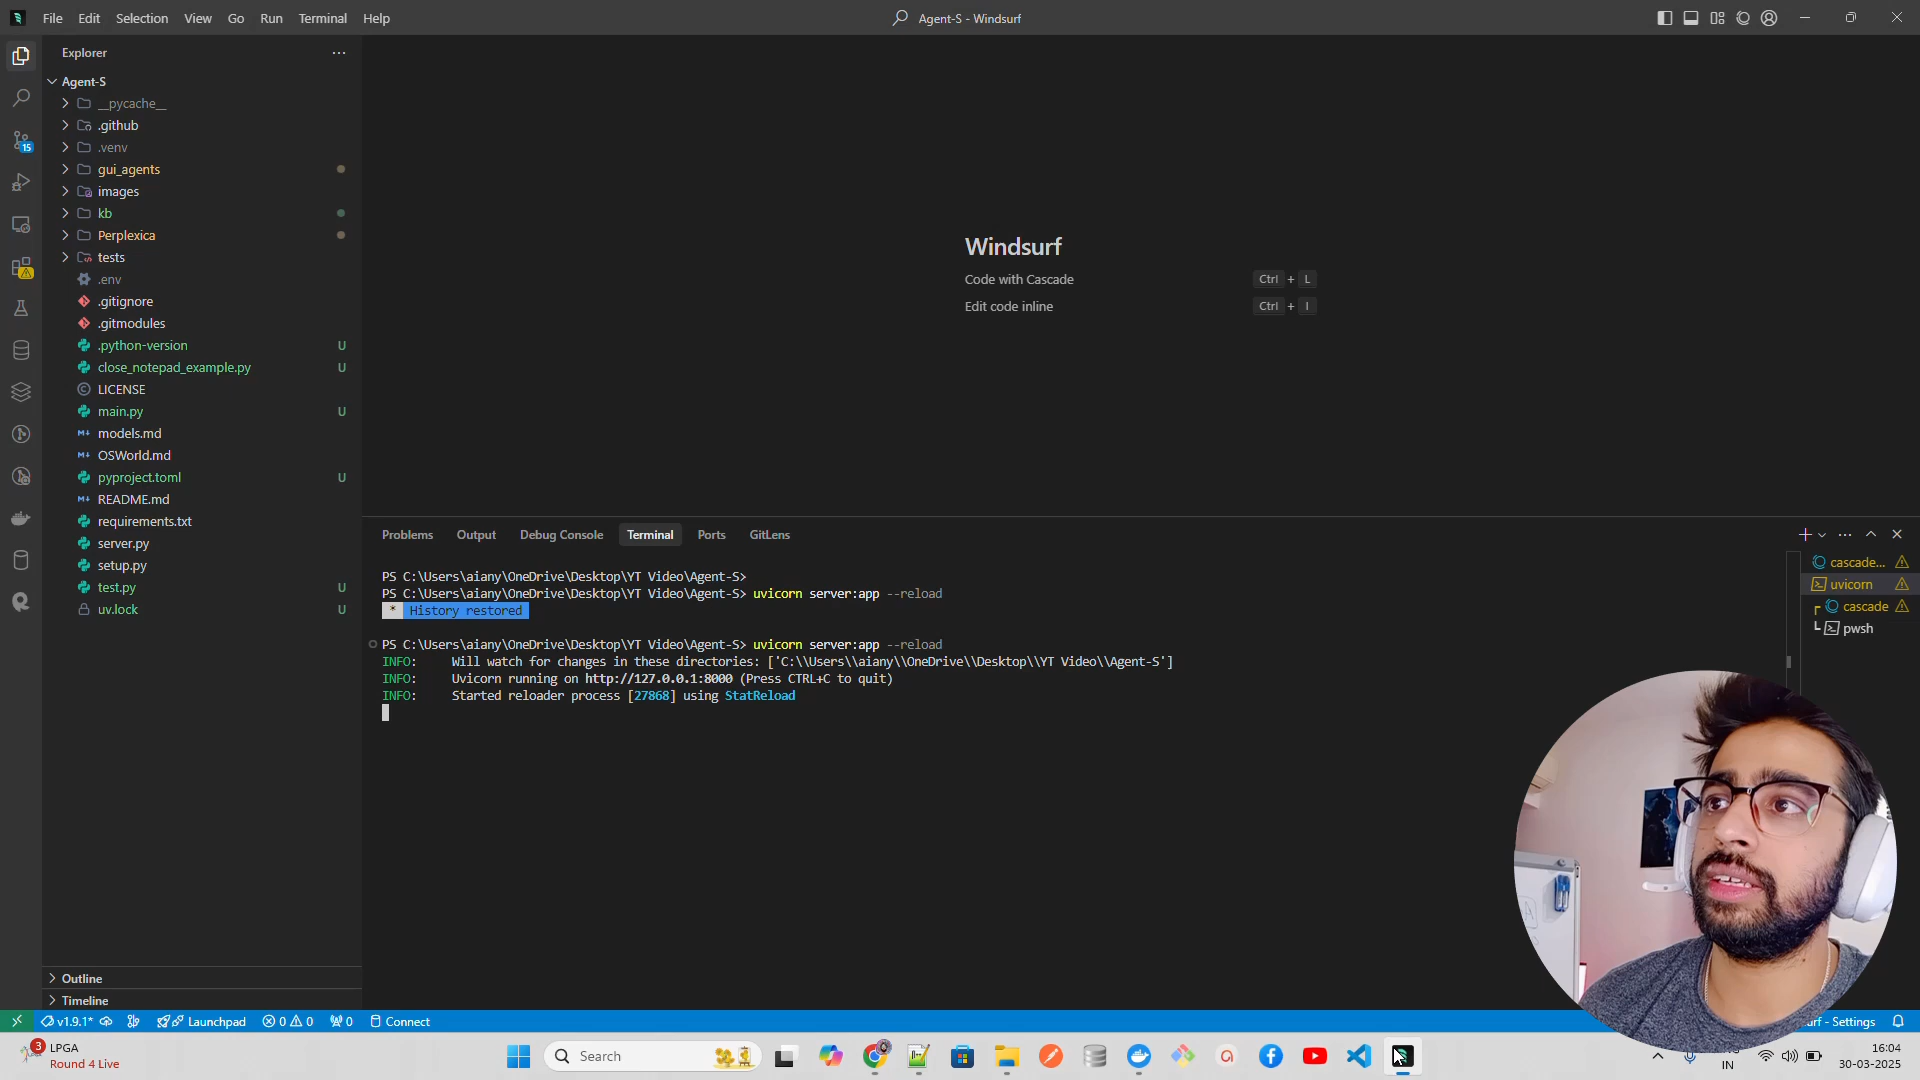 File Edit Selection View Go Run Terminal Help
Agent-S - Windsurf
Explorer
Agent-S
__pycache__
.github
.venv
gui_agents
images
kb
Perplexica
tests
.env
.gitignore
.gitmodules
.python-version U
close_notepad_example.py U
LICENSE
main.py U
models.md
OSWorld.md
pyproject.toml U
README.md
requirements.txt
server.py
setup.py
test.py U
uv.lock U
15
Windsurf
Code with Cascade Ctrl + L
Edit code inline Ctrl + I
Problems Output Debug Console Terminal Ports GitLens
PS C:\Users\aiany\OneDrive\Desktop\YT Video\Agent-S>
PS C:\Users\aiany\OneDrive\Desktop\YT Video\Agent-S> uvicorn server:app --reload
* History restored
PS C:\Users\aiany\OneDrive\Desktop\YT Video\Agent-S> uvicorn server:app --reload
INFO: Will watch for changes in these directories: ['C:\\Users\\aiany\\OneDrive\\Desktop\\YT Video\\Agent-S']
INFO: Uvicorn running on http://127.0.0.1:8000 (Press CTRL+C to quit)
INFO: Started reloader process [27868] using StatReload
cascade...
uvicorn
cascade
pwsh
Outline
Timeline
v1.9.1* Launchpad 0 0 0 Connect
urf - Settings
3
LPGA
Round 4 Live
Search
IN
16:04
30-03-2025